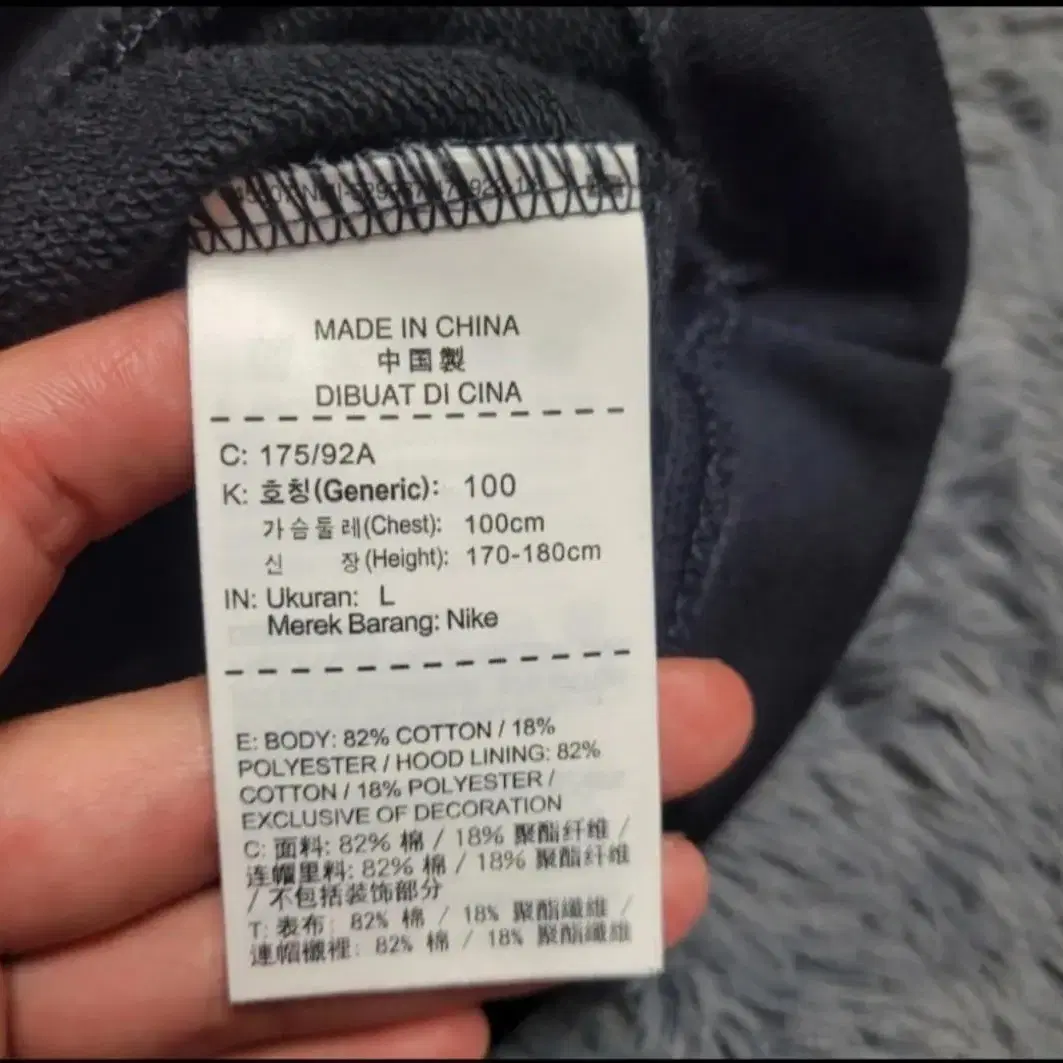 MADE IN CHINA
中国製
DIBUAT DI CINA
C: 175/92A
K: 호칭(Generic): 100
가슴둘레(Chest): 100cm
신 장(Height): 170-180cm
IN: Ukuran: L
Merek Barang: Nike
E: BODY: 82% COTTON / 18%
POLYESTER / HOOD LINING: 82%
COTTON / 18% POLYESTER /
EXCLUSIVE OF DECORATION
C: 面料: 82% 棉 / 18% 聚酯纤维 /
连帽里料: 82% 棉 / 18% 聚酯纤维
/ 不包括装饰部分
T: 表布: 82% 棉 / 18% 聚酯纖維 /
連帽襯裡: 82% 棉 / 18% 聚酯纖維